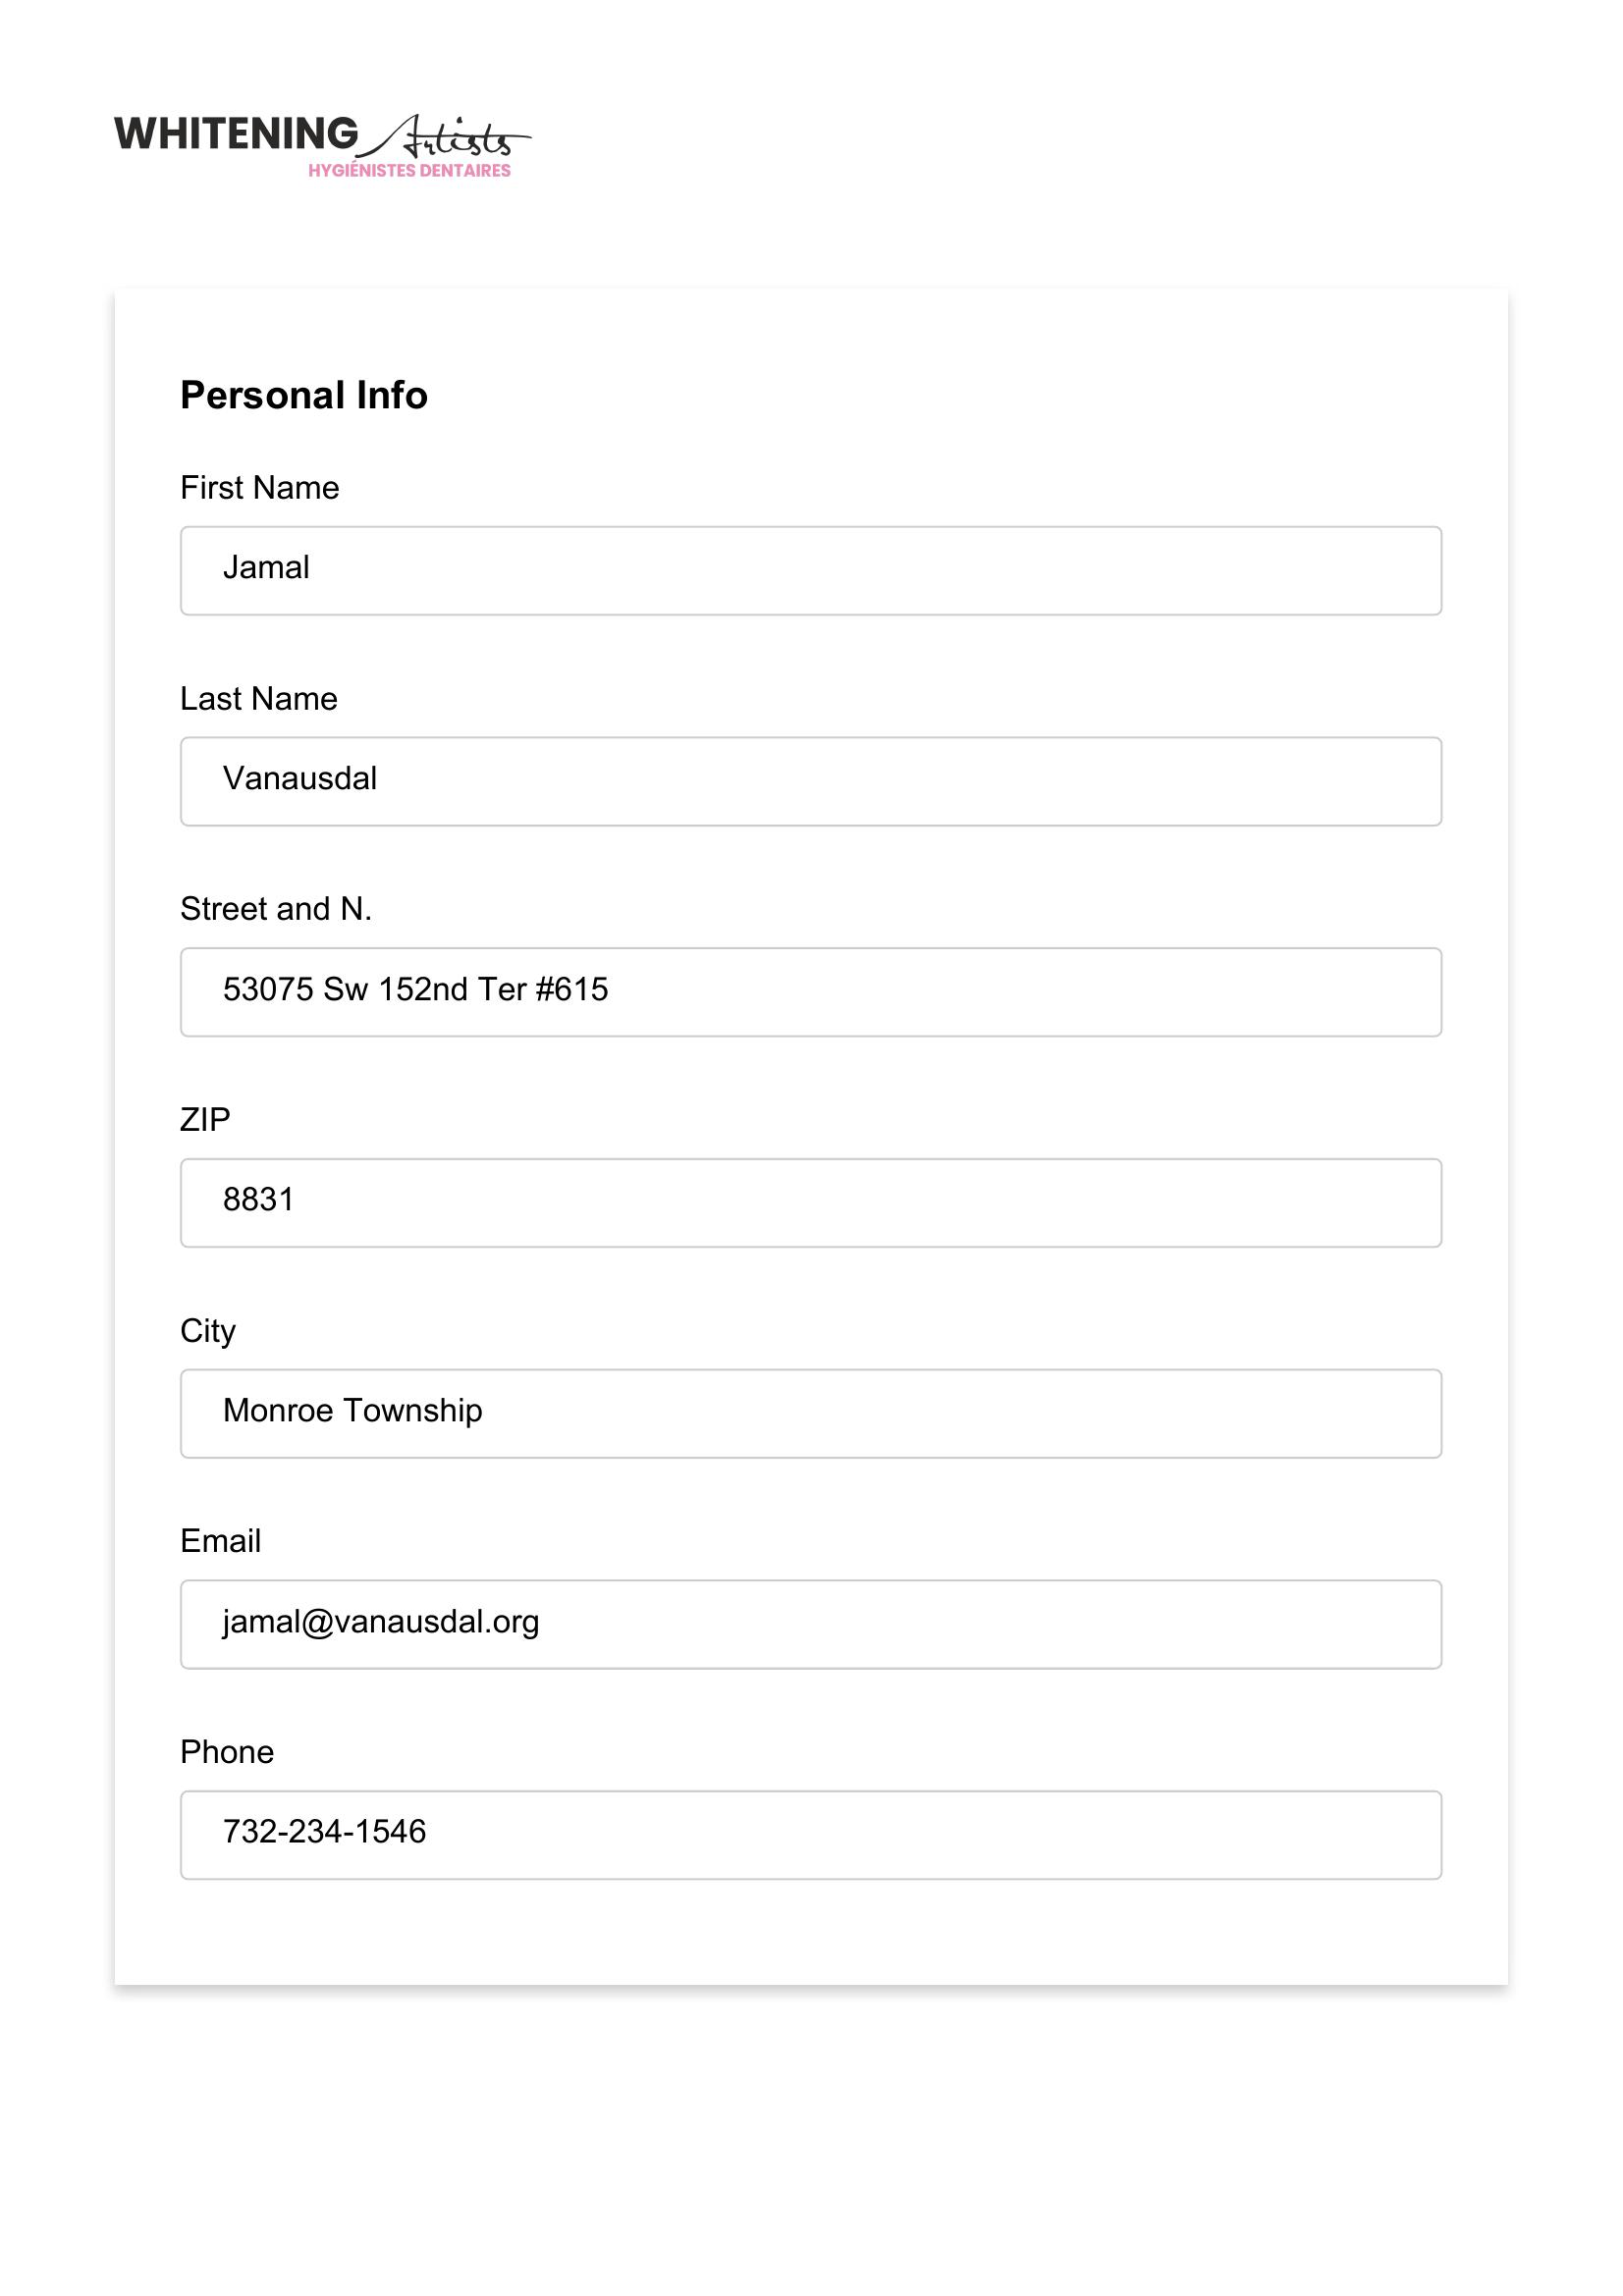 WHITENING Artists
HYGIÉNISTES DENTAIRES
Personal Info
First Name
Jamal
Last Name
Vanausdal
Street and N.
53075 Sw 152nd Ter #615
ZIP
8831
City
Monroe Township
Email
jamal@vanausdal.org
Phone
732-234-1546